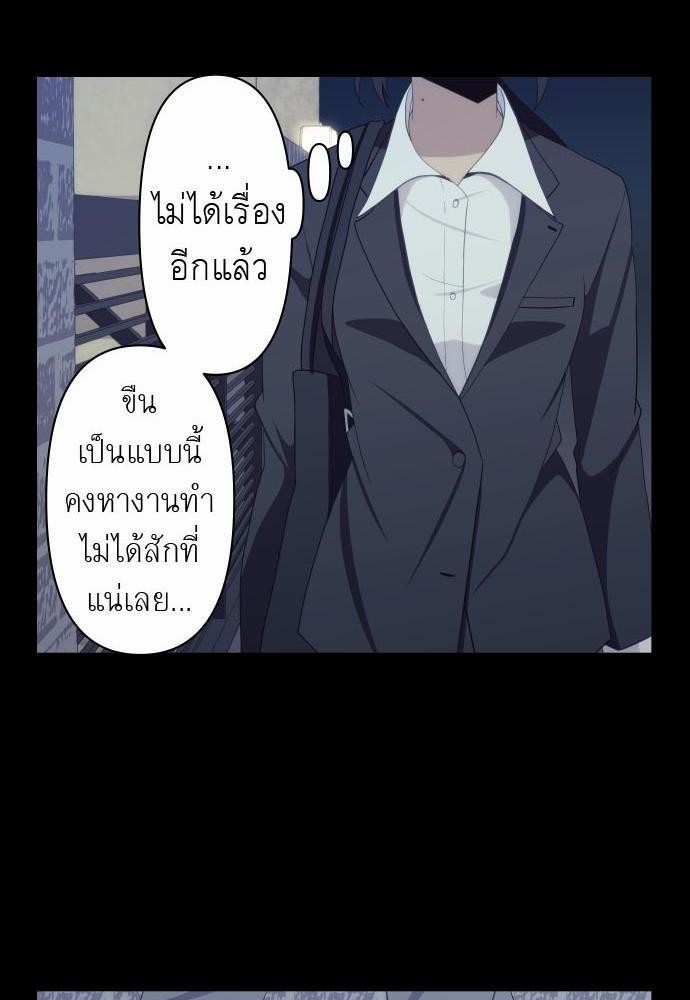 ...
ไม่ได้เรื่อง
อีกแล้ว
ขืน
เป็นแบบนี้
คงหางานทำ
ไม่ได้สักที่
แน่เลย...